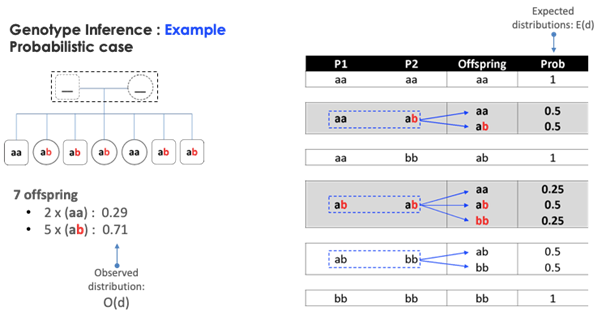 Genotype Inference : Example
Probabilistic case
_ _
aa ab ab ab aa ab ab
7 offspring
• 2 x (aa) : 0.29
• 5 x (ab) : 0.71
Observed
distribution:
O(d)
Expected
distributions: E(d)
P1 P2 Offspring Prob
aa aa aa 1
aa ab aa 0.5
ab 0.5
aa bb ab 1
aa 0.25
ab ab ab 0.5
bb 0.25
ab bb ab 0.5
bb 0.5
bb bb bb 1